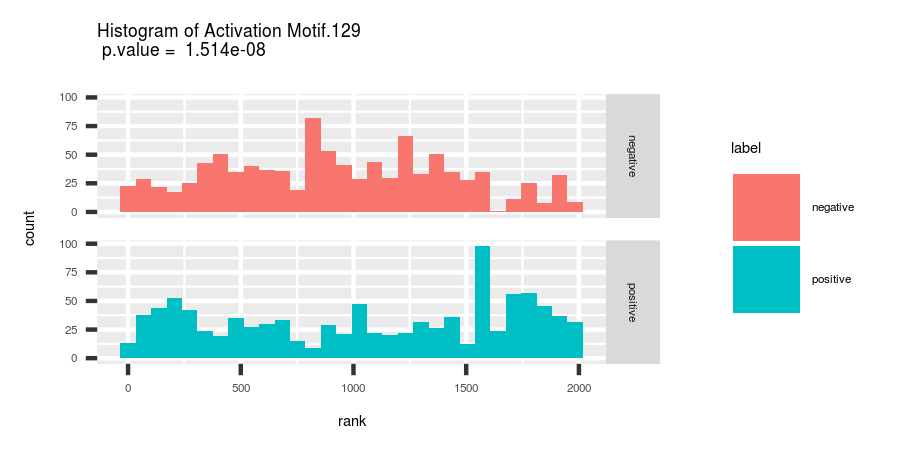 Histogram of Activation Motif.129
p.value = 1.514e-08
100
75
50
25
0
negative
100
75
50
25
0
positive
0 500 1000 1500 2000
rank
count
label
negative
positive